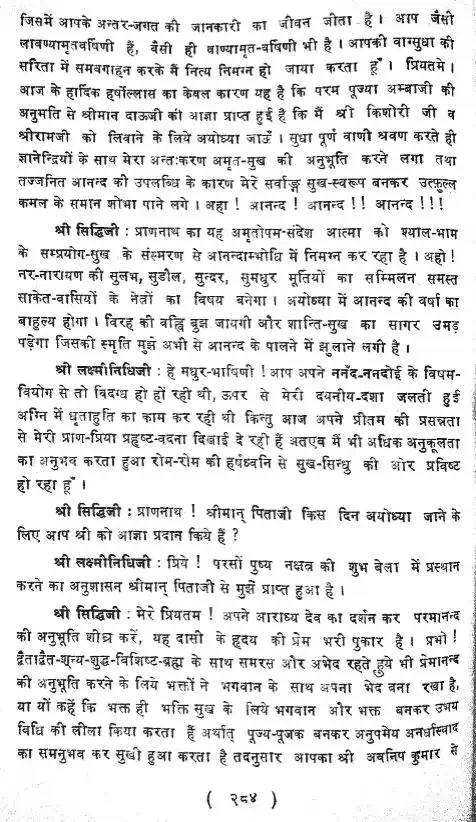 जिसमें आपके अन्तर-जगत की जानकारी का जीवन जीता है । आप जैसी
लावण्यामृतवर्षिणी हैं, वैसी ही वाण्यामृत-वर्षिणी भी है । आपकी वाग्सुधा की
सरिता में समवगाहन करके मैं नित्य निमग्न हो जाया करता हूँ । प्रियतमे !
आज के हार्दिक हर्षोल्लास का केवल कारण यह है कि परम पूज्या अम्बाजी की
अनुमति से श्रीमान दाऊजी की आज्ञा प्राप्त हुई है कि मैं श्री किशोरी जी व
श्रीरामजी को लिवाने के लिये अयोध्या जाऊँ । सुधा पूर्ण वाणी श्रवण करते ही
ज्ञानेन्द्रियों के साथ मेरा अन्तःकरण अमृत-सुख की अनुभूति करने लगा तथा
तज्जनित आनन्द की उपलब्धि के कारण मेरे सर्वाङ्ग सुख-स्वरूप बनकर उत्फुल्ल
कमल के समान शोभा पाने लगे । अहा ! आनन्द ! आनन्द !! आनन्द !!!
श्री सिद्धिजी : प्राणनाथ का यह अमृतोपम-संदेश आत्मा को श्याल-भाम
के सम्प्रयोग-सुख के संस्मरण से आनन्दाम्भोधि में निमग्न कर रहा है । अहो !
नर-नारायण की सुलभ, सुडौल, सुन्दर, सुमधुर मूर्तियों का सम्मिलन समस्त
साकेत-वासियों के नेत्रों का विषय बनेगा । अयोध्या में आनन्द की वर्षा का
बाहुल्य होगा । विरह की वह्नि बुझ जायगी और शान्ति-सुख का सागर उमड़
पड़ेगा जिसकी स्मृति मुझे अभी से आनन्द के पालने में झुलाने लगी है ।
श्री लक्ष्मीनिधिजी : हे मधुर-भाषिणी ! आप अपने ननँद-ननदोई के विषम-
वियोग से तो विदग्ध हो हीं रही थी, ऊपर से मेरी दयनीय-दशा जलती हुई
अग्नि में धृताहुति का काम कर रही थी किन्तु आज अपने प्रीतम की प्रसन्नता
से मेरी प्राण-प्रिया प्रहृष्ट-वदना दिखाई दे रही हैं अतएव मैं भी अधिक अनुकूलता
का अनुभव करता हुआ रोम-रोम की हर्षध्वनि से सुख-सिन्धु की ओर प्रविष्ट
हो रहा हूँ ।
श्री सिद्धिजी : प्राणनाथ ! श्रीमान् पिताजी किस दिन अयोध्या जाने के
लिए आप श्री को आज्ञा प्रदान किये हैं ?
श्री लक्ष्मीनिधिजी : प्रिये ! परसों पुष्य नक्षत्र की शुभ बेला में प्रस्थान
करने का अनुशासन श्रीमान् पिताजी से मुझे प्राप्त हुआ है ।
श्री सिद्धिजी : मेरे प्रियतम ! अपने आराध्य देव का दर्शन कर परमानन्द
की अनुभूति शीघ्र करें, यह दासी के हृदय की प्रेम भरी पुकार है । प्रभो !
द्वैताद्वैत-शून्य-शुद्ध-विशिष्ट-ब्रह्म के साथ समरस और अभेद रहते हुये भी प्रेमानन्द
की अनुभूति करने के लिये भक्तों ने भगवान के साथ अपना भेद बना रखा है,
या यों कहें कि भक्त ही भक्ति सुख के लिये भगवान और भक्त बनकर उभय
विधि की लीला किया करता हैं अर्थात् पूज्य-पूजक बनकर अनुपमेय अनर्घास्वाद
का समनुभव कर सुखी हुआ करता है तदनुसार आपका श्री अवनिप कुमार से
( २८४ )